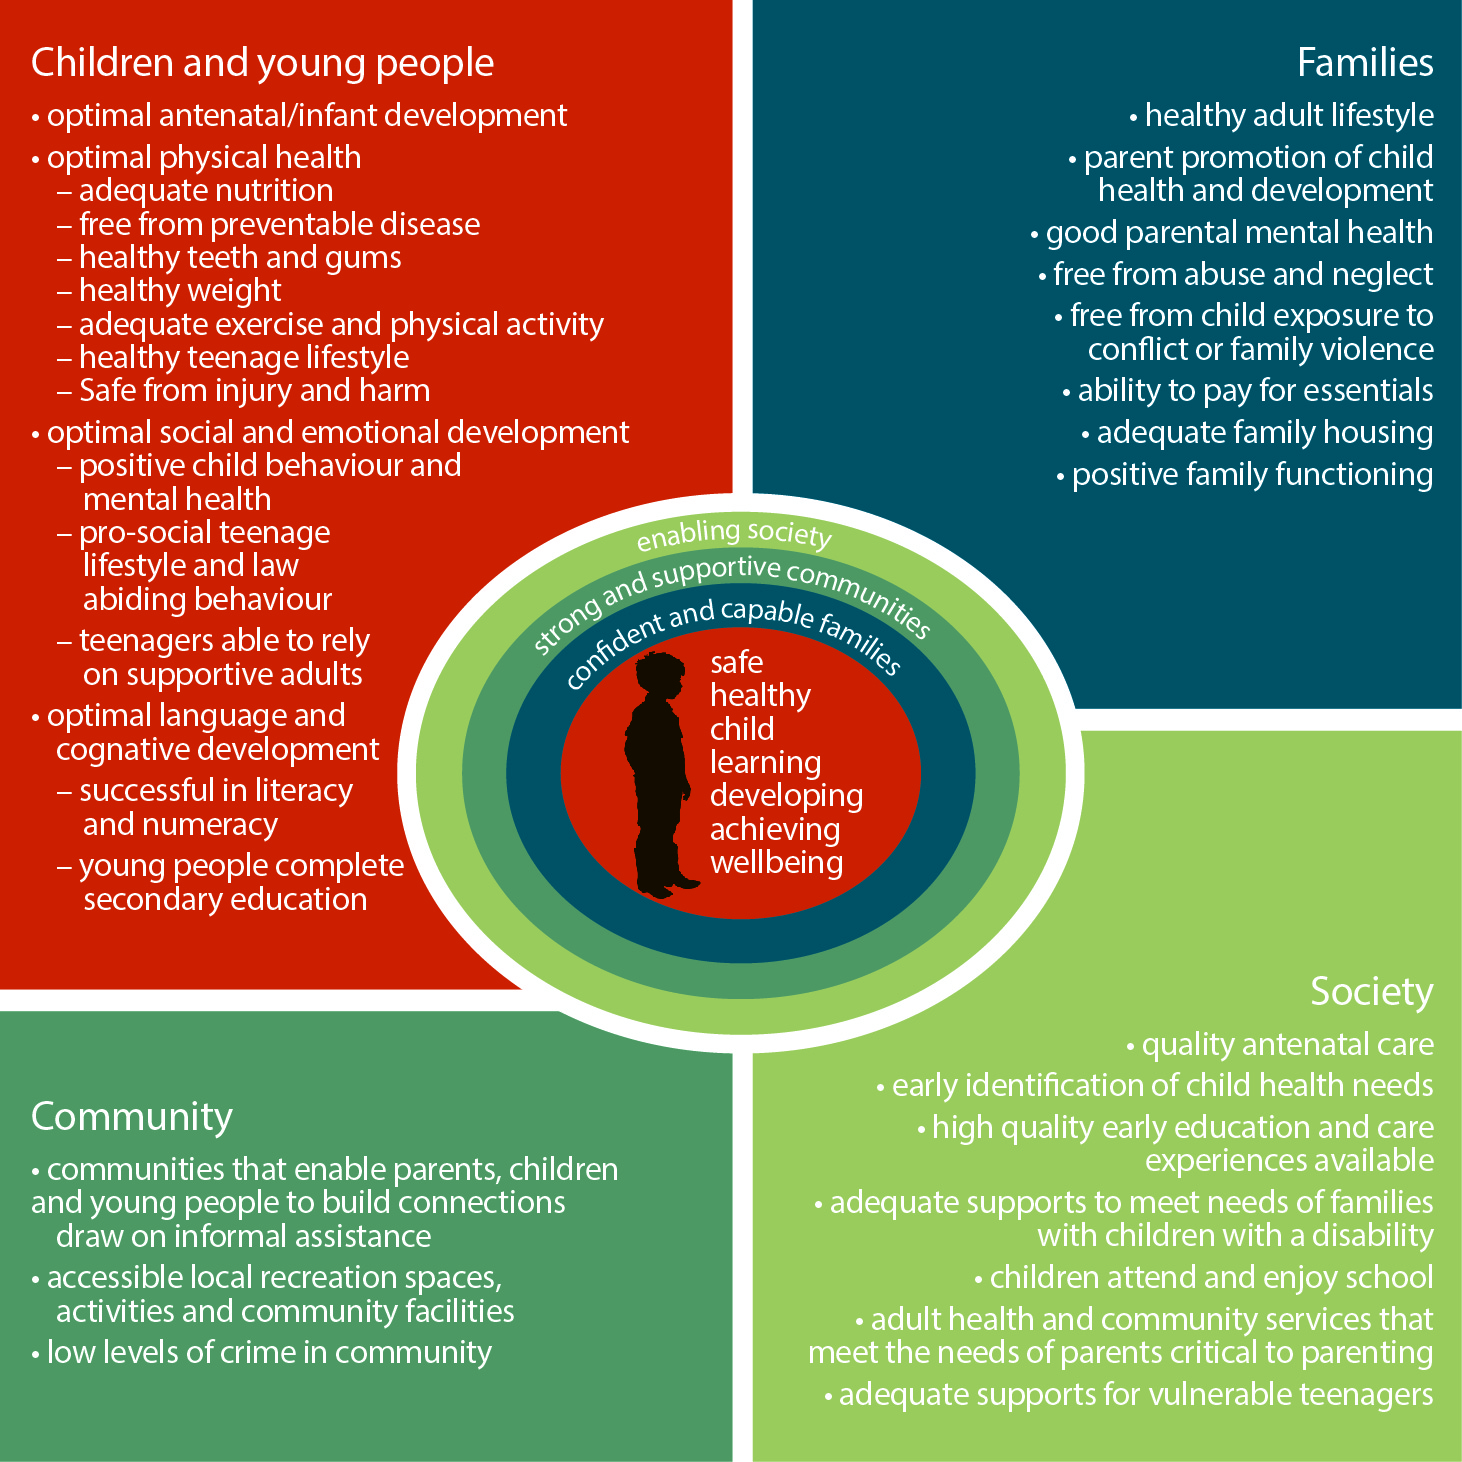 Children and young people
• optimal antenatal/infant development
• optimal physical health
– adequate nutrition
– free from preventable disease
– healthy teeth and gums
– healthy weight
– adequate exercise and physical activity
– healthy teenage lifestyle
– Safe from injury and harm
• optimal social and emotional development
– positive child behaviour and
mental health
– pro-social teenage
lifestyle and law
abiding behaviour
– teenagers able to rely
on supportive adults
• optimal language and
cognative development
– successful in literacy
and numeracy
– young people complete
secondary education
Families
• healthy adult lifestyle
• parent promotion of child
health and development
• good parental mental health
• free from abuse and neglect
• free from child exposure to
conflict or family violence
• ability to pay for essentials
• adequate family housing
• positive family functioning
enabling society
strong and supportive communities
confident and capable families
safe
healthy
child
learning
developing
achieving
wellbeing
Community
• communities that enable parents, children
and young people to build connections
draw on informal assistance
• accessible local recreation spaces,
activities and community facilities
• low levels of crime in community
Society
• quality antenatal care
• early identification of child health needs
• high quality early education and care
experiences available
• adequate supports to meet needs of families
with children with a disability
• children attend and enjoy school
• adult health and community services that
meet the needs of parents critical to parenting
• adequate supports for vulnerable teenagers